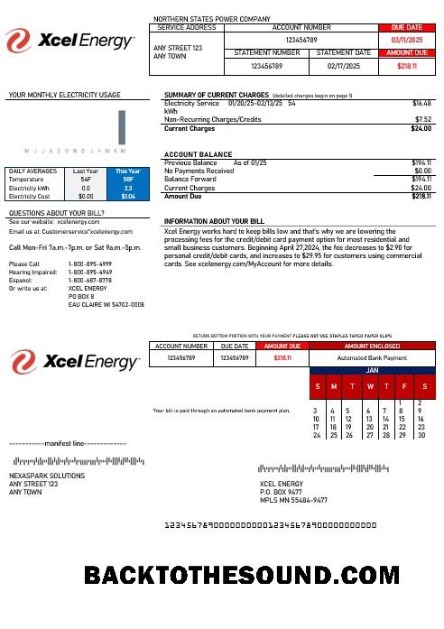 NORTHERN STATES POWER COMPANY
SERVICE ADDRESS ACCOUNT NUMBER DUE DATE
123456789 03/11/2025
ANY STREET 123
ANY TOWN
STATEMENT NUMBER STATEMENT DATE AMOUNT DUE
123456789 02/17/2025 $218.11
Xcel Energy
YOUR MONTHLY ELECTRICITY USAGE
M J J A S O N D J F M A M
DAILY AVERAGES Last Year This Year
Temperature 54F 58F
Electricity kWh 0.0 2.3
Electricity Cost $0.00 $1.04
QUESTIONS ABOUT YOUR BILL?
See our website: xcelenergy.com
Email us at: Customerservice@xcelenergy.com
Call Mon-Fri 7a.m.-7p.m. or Sat 9a.m.-5p.m.
Please Call 1-800-895-4999
Hearing Impaired: 1-800-895-4949
Espanol: 1-800-687-8778
Or write us at: XCEL ENERGY
PO BOX 8
EAU CLAIRE WI 54702-0008
SUMMARY OF CURRENT CHARGES (detailed charges begin on page 1)
Electricity Service 01/20/25-02/13/25 54 $16.48
kWh
Non-Recurring Charges/Credits $7.52
Current Charges $24.00
ACCOUNT BALANCE
Previous Balance As of 01/25 $194.11
No Payments Received $0.00
Balance Forward $194.11
Current Charges $24.00
Amount Due $218.11
INFORMATION ABOUT YOUR BILL
Xcel Energy works hard to keep bills low and that's why we are lowering the
processing fees for the credit/debit card payment option for most residential and
small business customers. Beginning April 27,2024, the fee decreases to $2.90 for
personal credit/debit cards, and increases to $29.95 for customers using commercial
cards. See xcelenergy.com/MyAccount for more details.
RETURN BOTTOM PORTION WITH YOUR PAYMENT PLEASE NOT USE STAPLES TAPED PAPER CLIPS
Xcel Energy
ACCOUNT NUMBER DUE DATE AMOUNT DUE AMOUNT ENCLOSED
123456789 123456789 $218.11 Automated Bank Payment
JAN
S M T W T F S
1 2
3 4 5 6 7 8 9
10 11 12 13 14 15 16
17 18 19 20 21 22 23
24 25 26 27 28 29 30
Your bill is paid through an automated bank payment plan.
-----------manifest line-------------
NEXASPARK SOLUTIONS
ANY STREET 123
ANY TOWN
XCEL ENERGY
P.O. BOX 9477
MPLS MN 55484-9477
BACKTOTHESOUND.COM